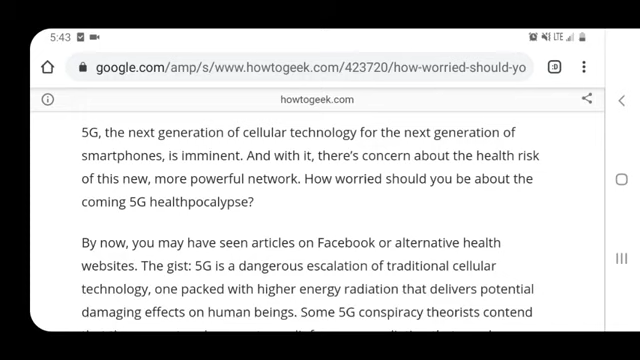 5:43
LTE
google.com/amp/s/www.howtogeek.com/423720/how-worried-should-yo
:D
howtogeek.com
5G, the next generation of cellular technology for the next generation of
smartphones, is imminent. And with it, there's concern about the health risk
of this new, more powerful network. How worried should you be about the
coming 5G healthpocalypse?
By now, you may have seen articles on Facebook or alternative health
websites. The gist: 5G is a dangerous escalation of traditional cellular
technology, one packed with higher energy radiation that delivers potential
damaging effects on human beings. Some 5G conspiracy theorists contend